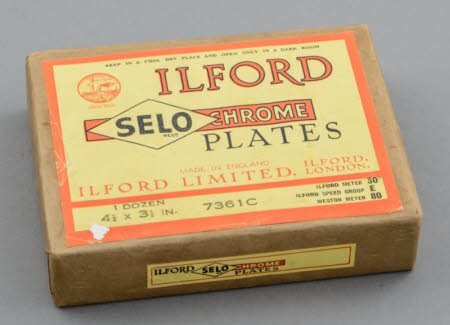 KEEP IN A COOL DRY PLACE AND OPEN ONLY IN A DARK ROOM
ILFORD
SELO CHROME
REGD
PLATES
MADE IN ENGLAND
ILFORD LIMITED, ILFORD, LONDON.
1 DOZEN
4¼ x 3¼ IN. 7361C
ILFORD METER 50
ILFORD SPEED GROUP E
WESTON METER 80
ILFORD SELO CHROME PLATES